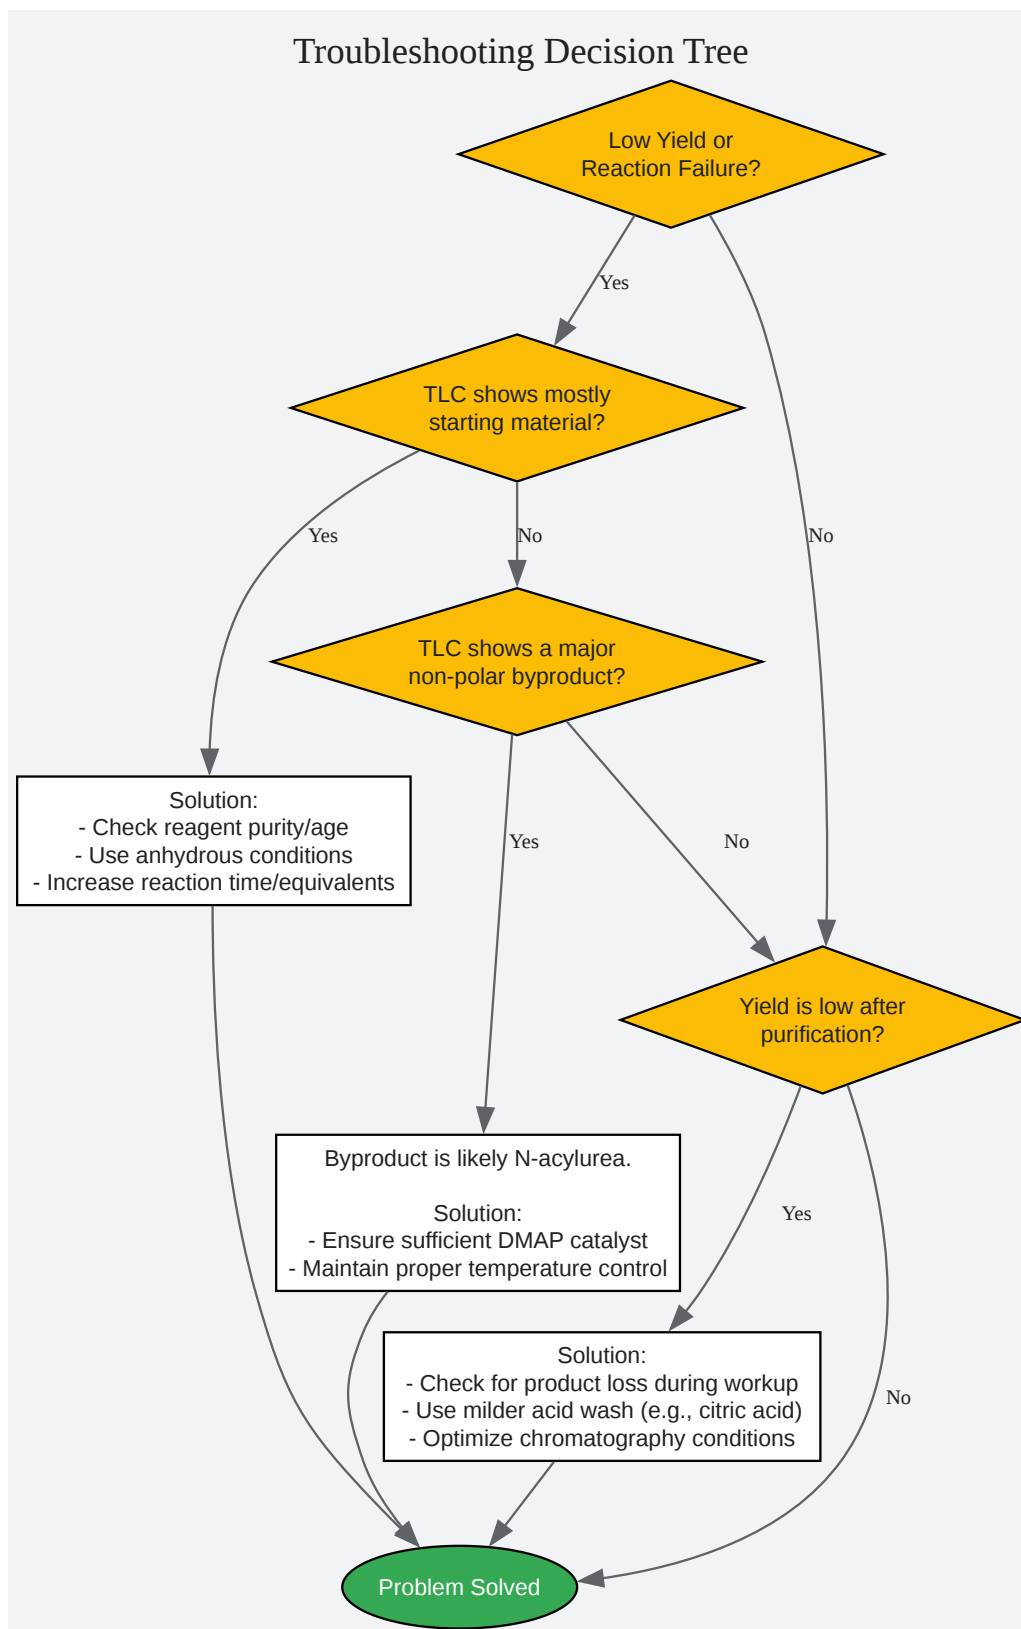 Troubleshooting Decision Tree
Low Yield or
Reaction Failure?
Yes
TLC shows mostly
starting material?
Yes
No
No
TLC shows a major
non-polar byproduct?
Solution:
- Check reagent purity/age
- Use anhydrous conditions
- Increase reaction time/equivalents
Yes
No
Yield is low after
purification?
Byproduct is likely N-acylurea.
Solution:
- Ensure sufficient DMAP catalyst
- Maintain proper temperature control
Yes
Solution:
- Check for product loss during workup
- Use milder acid wash (e.g., citric acid)
- Optimize chromatography conditions
No
Problem Solved